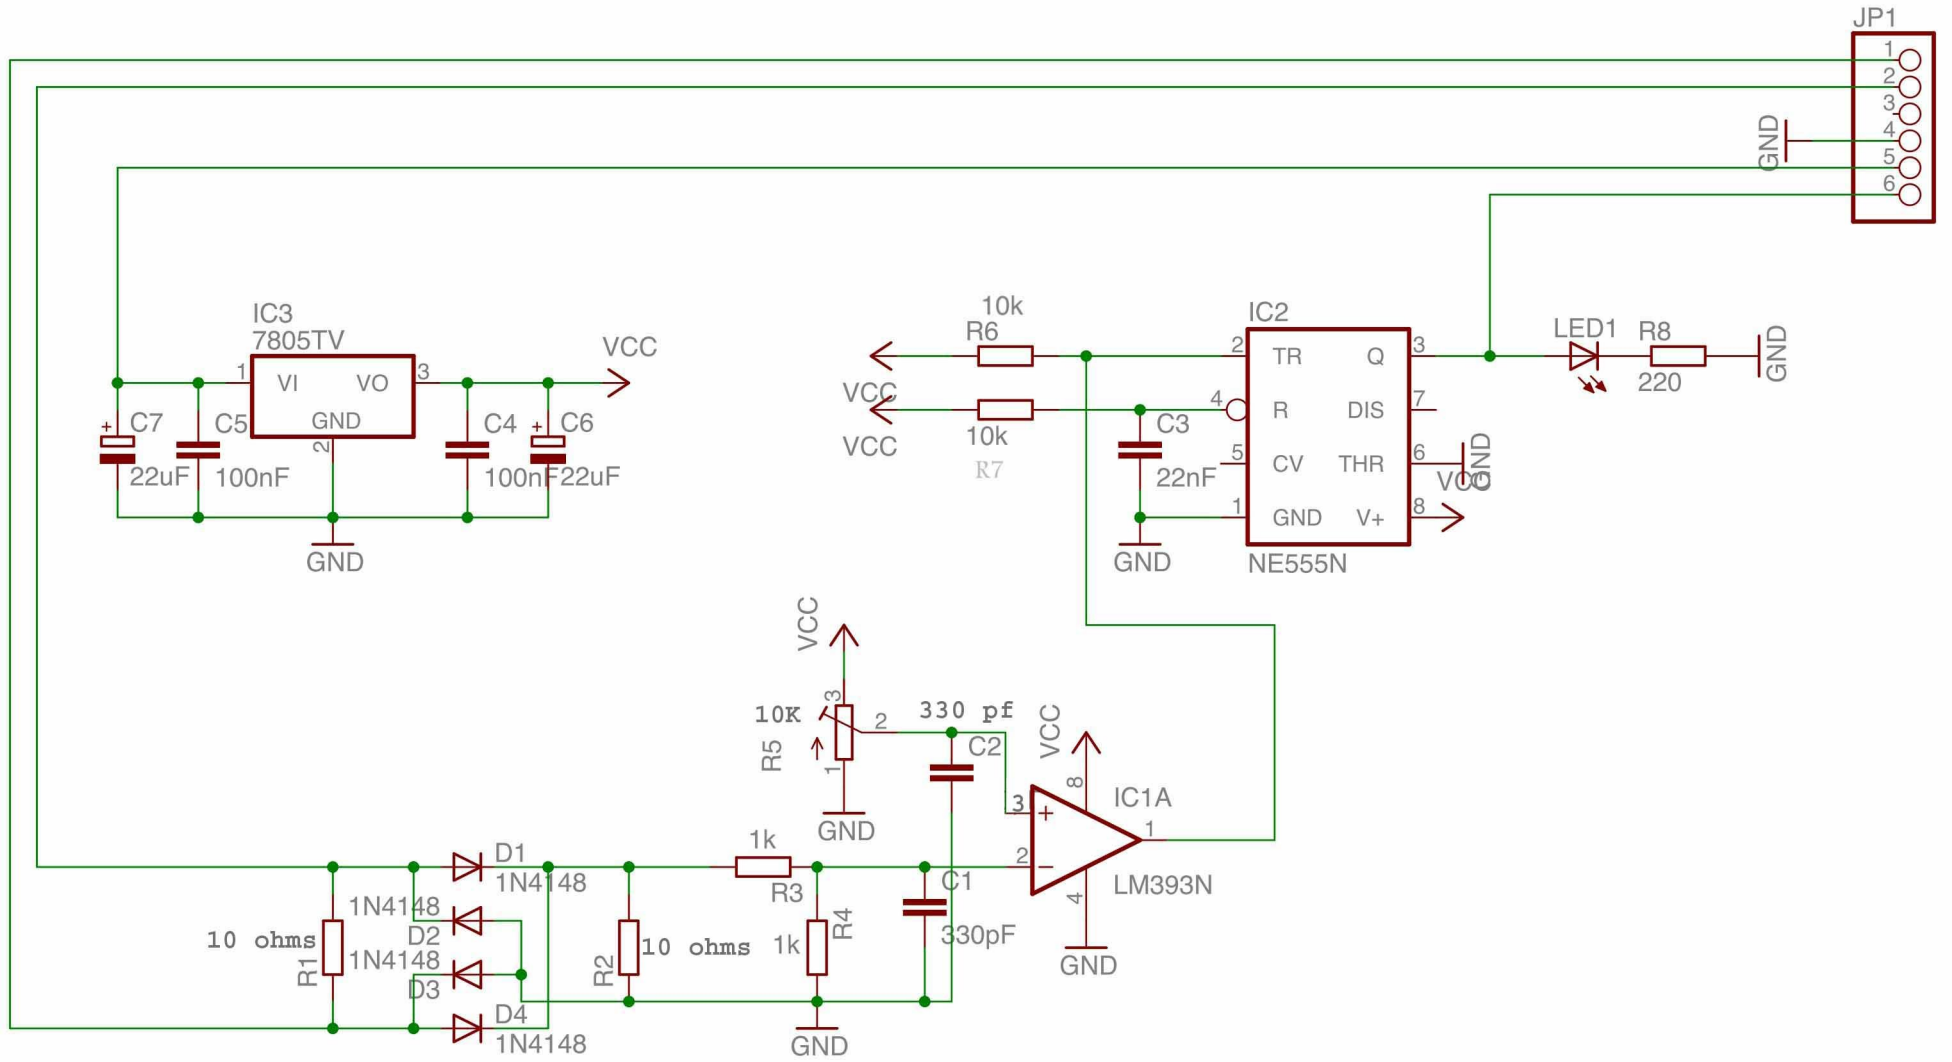 JP1
1
2
3
4
5
6
GND
IC3
7805TV
VCC
1
VI
VO
3
GND
2
C7
22uF
C5
100nF
C4
100nF
C6
22uF
+
+
GND
10k
R6
VCC
VCC
10k
R7
C3
22nF
GND
IC2
2
TR
Q
3
4
R
DIS
7
5
CV
THR
6
1
GND
V+
8
NE555N
GND
VCC
LED1
R8
220
GND
VCC
10K
R5
3
2
1
GND
330 pf
C2
VCC
8
IC1A
3
+
1
2
−
4
LM393N
GND
1k
R3
C1
330pF
R4
1k
GND
D1
1N4148
1N4148
D2
1N4148
D3
D4
1N4148
10 ohms
R1
R2
10 ohms